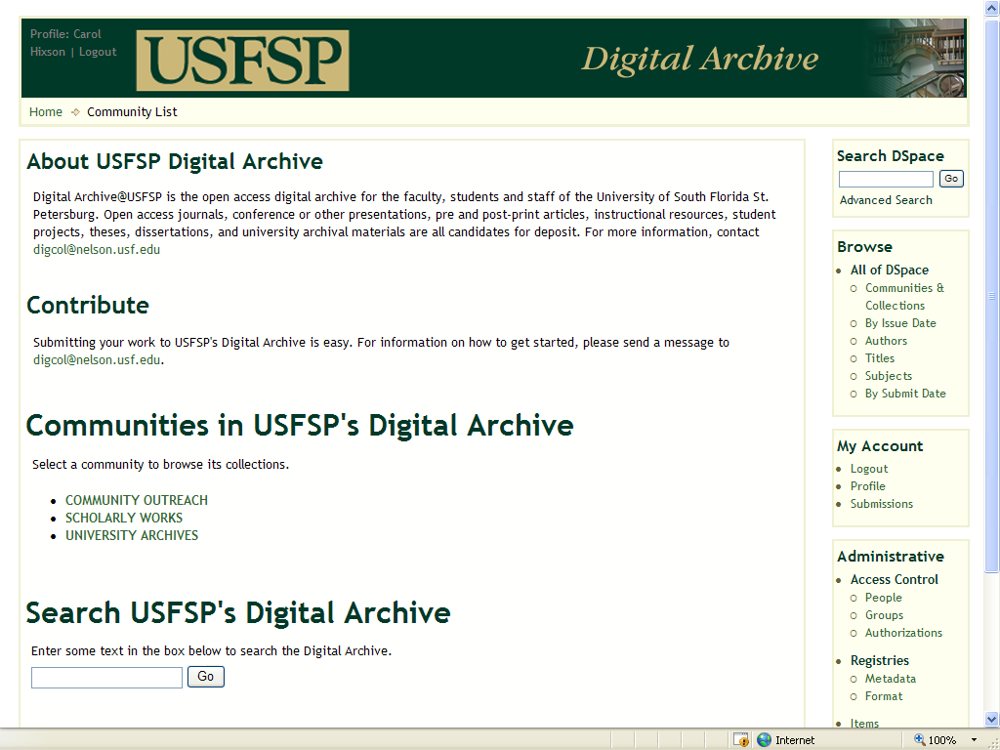 Profile: Carol
Hixson | Logout
USFSP
Digital Archive
Home Community List
About USFSP Digital Archive
Digital Archive@USFSP is the open access digital archive for the faculty, students and staff of the University of South Florida St.
Petersburg. Open access journals, conference or other presentations, pre and post-print articles, instructional resources, student
projects, theses, dissertations, and university archival materials are all candidates for deposit. For more information, contact
digcol@nelson.usf.edu
Contribute
Submitting your work to USFSP's Digital Archive is easy. For information on how to get started, please send a message to
digcol@nelson.usf.edu.
Communities in USFSP's Digital Archive
Select a community to browse its collections.
COMMUNITY OUTREACH
SCHOLARLY WORKS
UNIVERSITY ARCHIVES
Search USFSP's Digital Archive
Enter some text in the box below to search the Digital Archive.
Go
Search DSpace
Go
Advanced Search
Browse
All of DSpace
Communities &
Collections
By Issue Date
Authors
Titles
Subjects
By Submit Date
My Account
Logout
Profile
Submissions
Administrative
Access Control
People
Groups
Authorizations
Registries
Metadata
Format
Items
Internet
100%